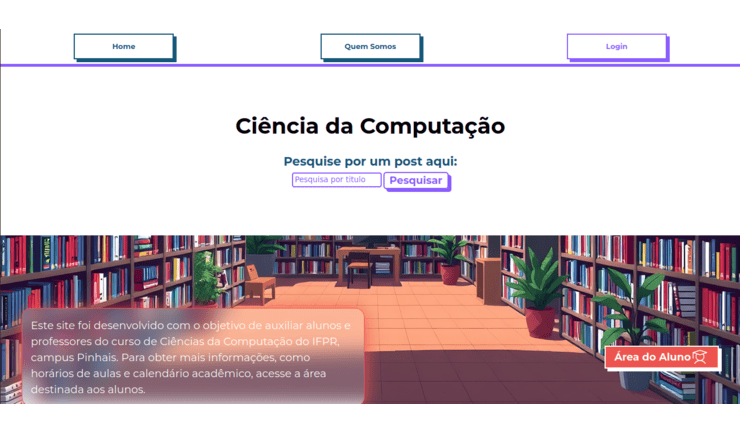 Home
Quem Somos
Login
Ciência da Computação
Pesquise por um post aqui:
Pesquisa por titulo
Pesquisar
Este site foi desenvolvido com o objetivo de auxiliar alunos e
professores do curso de Ciências da Computação do IFPR,
campus Pinhais. Para obter mais informações, como
horários de aulas e calendário acadêmico, acesse a área
destinada aos alunos.
Área do Aluno